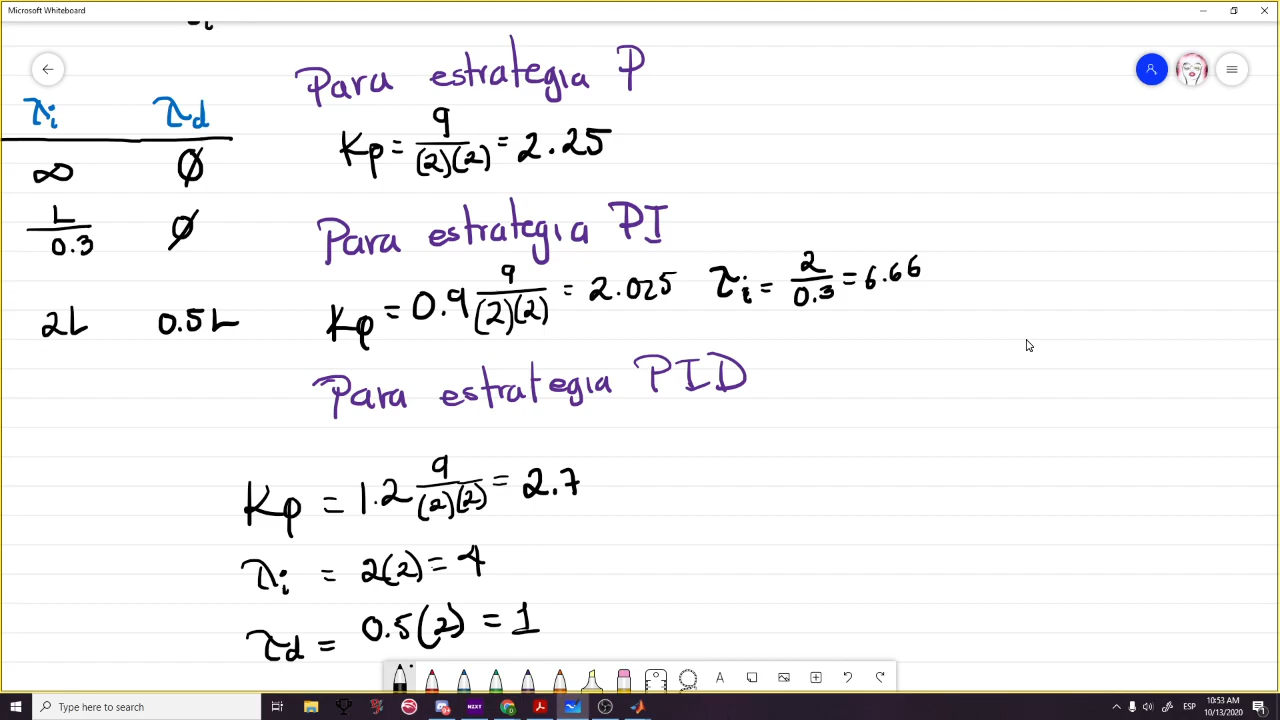 Microsoft Whiteboard
Para estrategia P
τi τd
Kp = 9/(2)(2) = 2.25
∞ ∅
Para estrategia PI
L/0.3 ∅
Kp = 0.9 9/(2)(2) = 2.025 τi = 2/0.3 = 6.66
2L 0.5L
Para estrategia PID
Kp = 1.2 9/(2)(2) = 2.7
τi = 2(2) = 4
τd = 0.5(2) = 1
Type here to search
NZXT
ESP
10:53 AM
10/13/2020